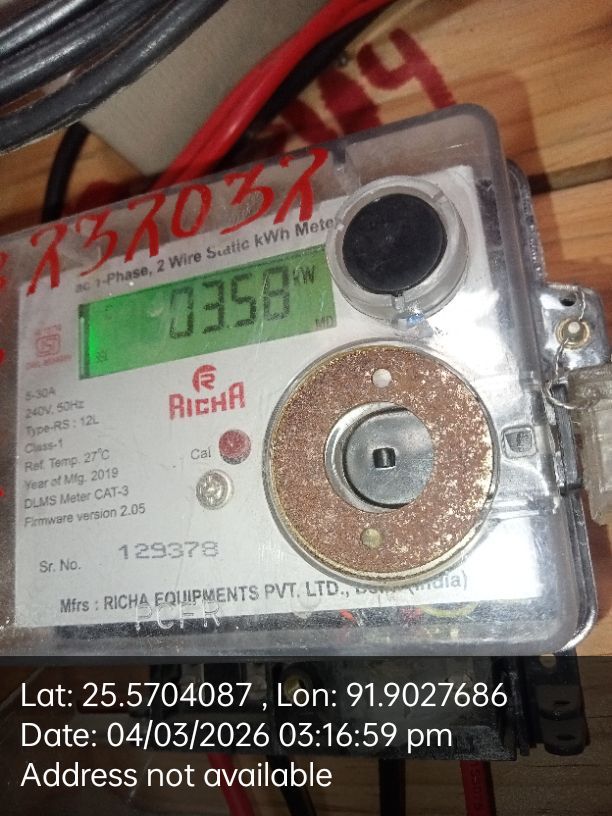 232032
ac 1-Phase, 2 Wire Static kWh Meter
0358 kW
MD
RICHA
5-30A
240V, 50Hz
Type-RS : 12L
Class-1
Ref. Temp. 27°C
Year of Mfg. 2019
DLMS Meter CAT-3
Firmware version 2.05
Cal
Sr. No. 129378
Mfrs : RICHA EQUIPMENTS PVT. LTD., (India)
Lat: 25.5704087 , Lon: 91.9027686
Date: 04/03/2026 03:16:59 pm
Address not available